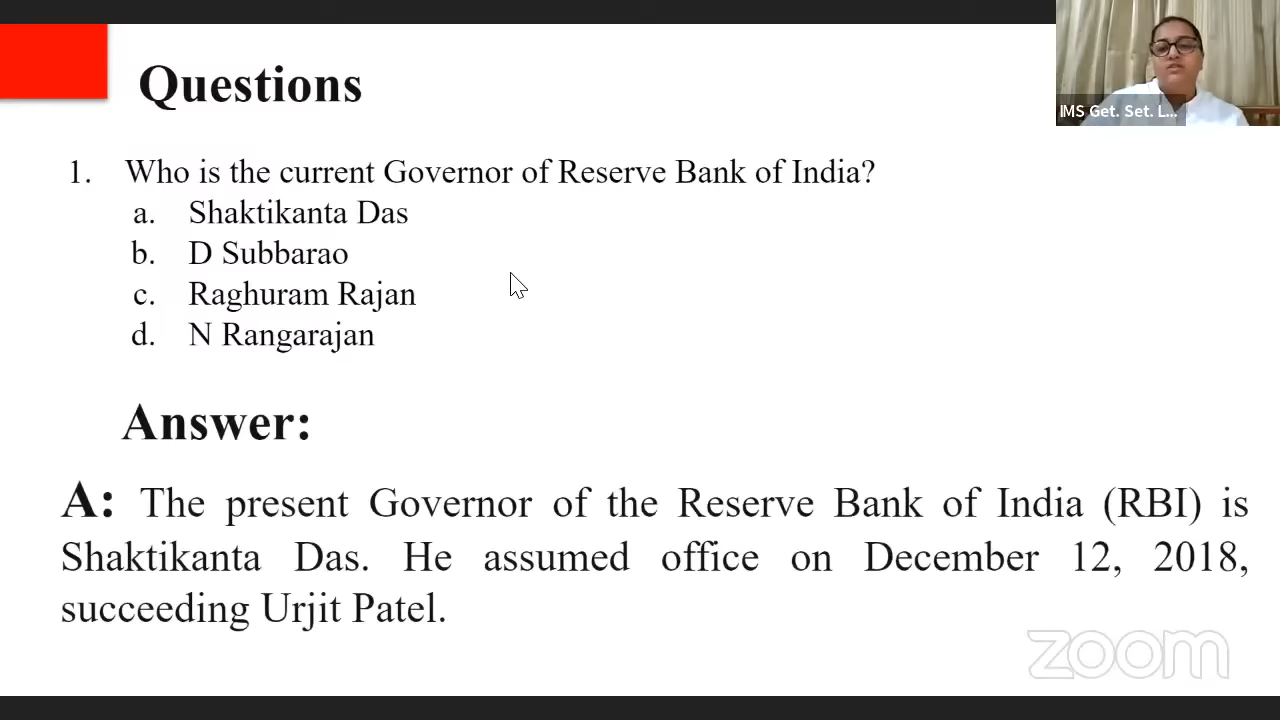 Questions
IMS Get. Set. L...
1. Who is the current Governor of Reserve Bank of India?
a. Shaktikanta Das
b. D Subbarao
c. Raghuram Rajan
d. N Rangarajan
Answer:
A: The present Governor of the Reserve Bank of India (RBI) is
Shaktikanta Das. He assumed office on December 12, 2018,
succeeding Urjit Patel.
zoom